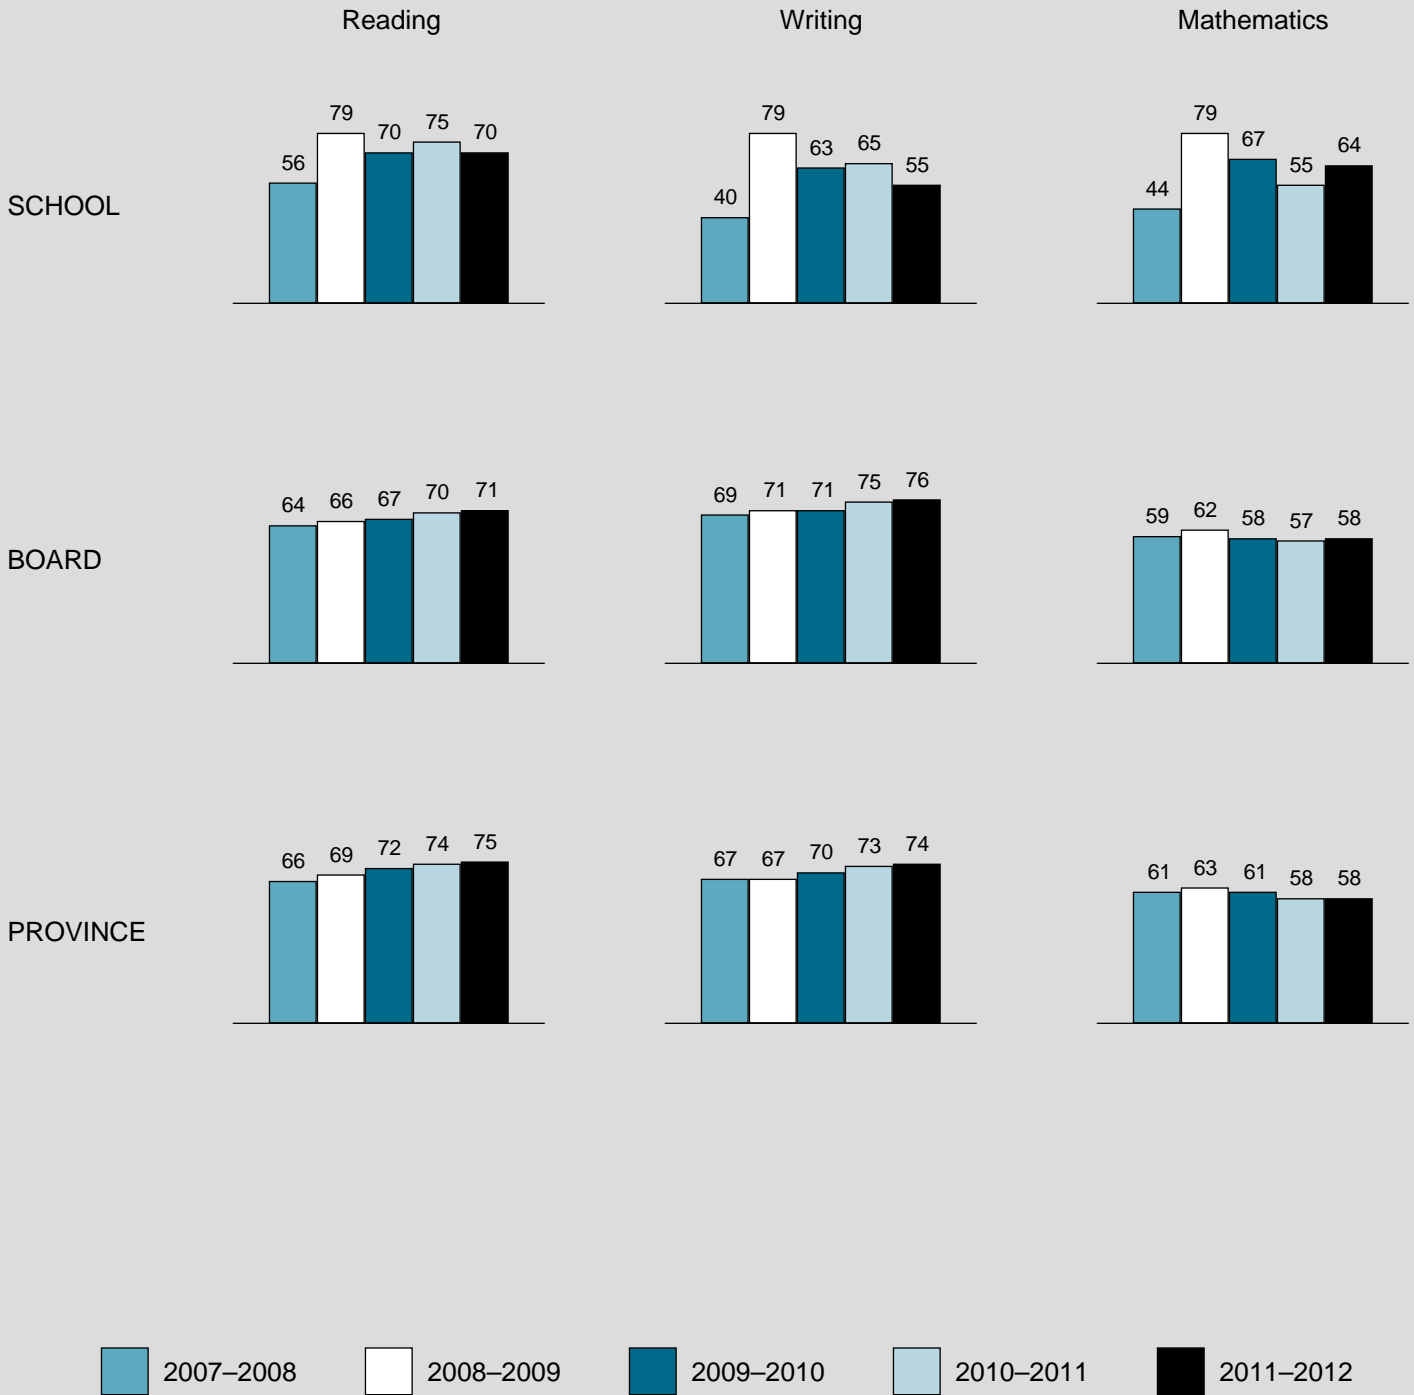 Reading Writing Mathematics
SCHOOL
56 79 70 75 70
40 79 63 65 55
44 79 67 55 64
BOARD
64 66 67 70 71
69 71 71 75 76
59 62 58 57 58
PROVINCE
66 69 72 74 75
67 67 70 73 74
61 63 61 58 58
2007–2008 2008–2009 2009–2010 2010–2011 2011–2012